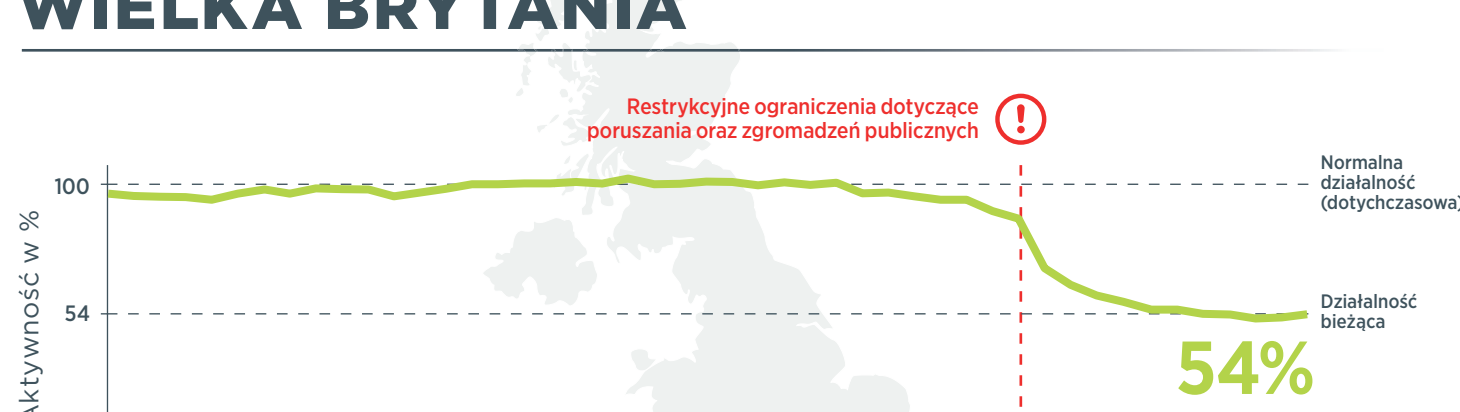 WIELKA BRYTANIA
Restrykcyjne ograniczenia dotyczące
poruszania oraz zgromadzeń publicznych
!
Normalna
działalność
(dotychczasowa)
100
Aktywność w %
54
Działalność
bieżąca
54%